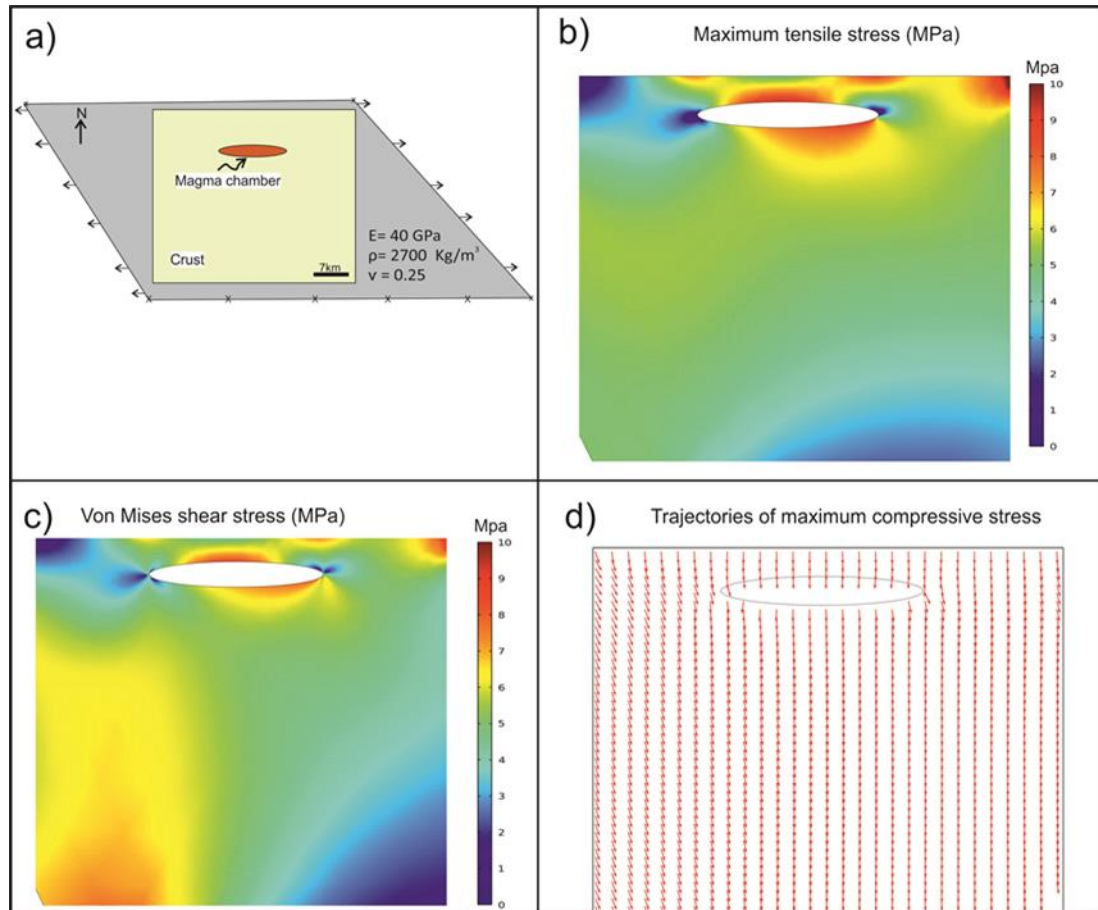 a)
N
Magma chamber
E= 40 GPa
ρ= 2700 Kg/m³
ν = 0.25
Crust
7km
b)
Maximum tensile stress (MPa)
Mpa
10
9
8
7
6
5
4
3
2
1
0
c)
Von Mises shear stress (MPa)
Mpa
10
9
8
7
6
5
4
3
2
1
0
d)
Trajectories of maximum compressive stress